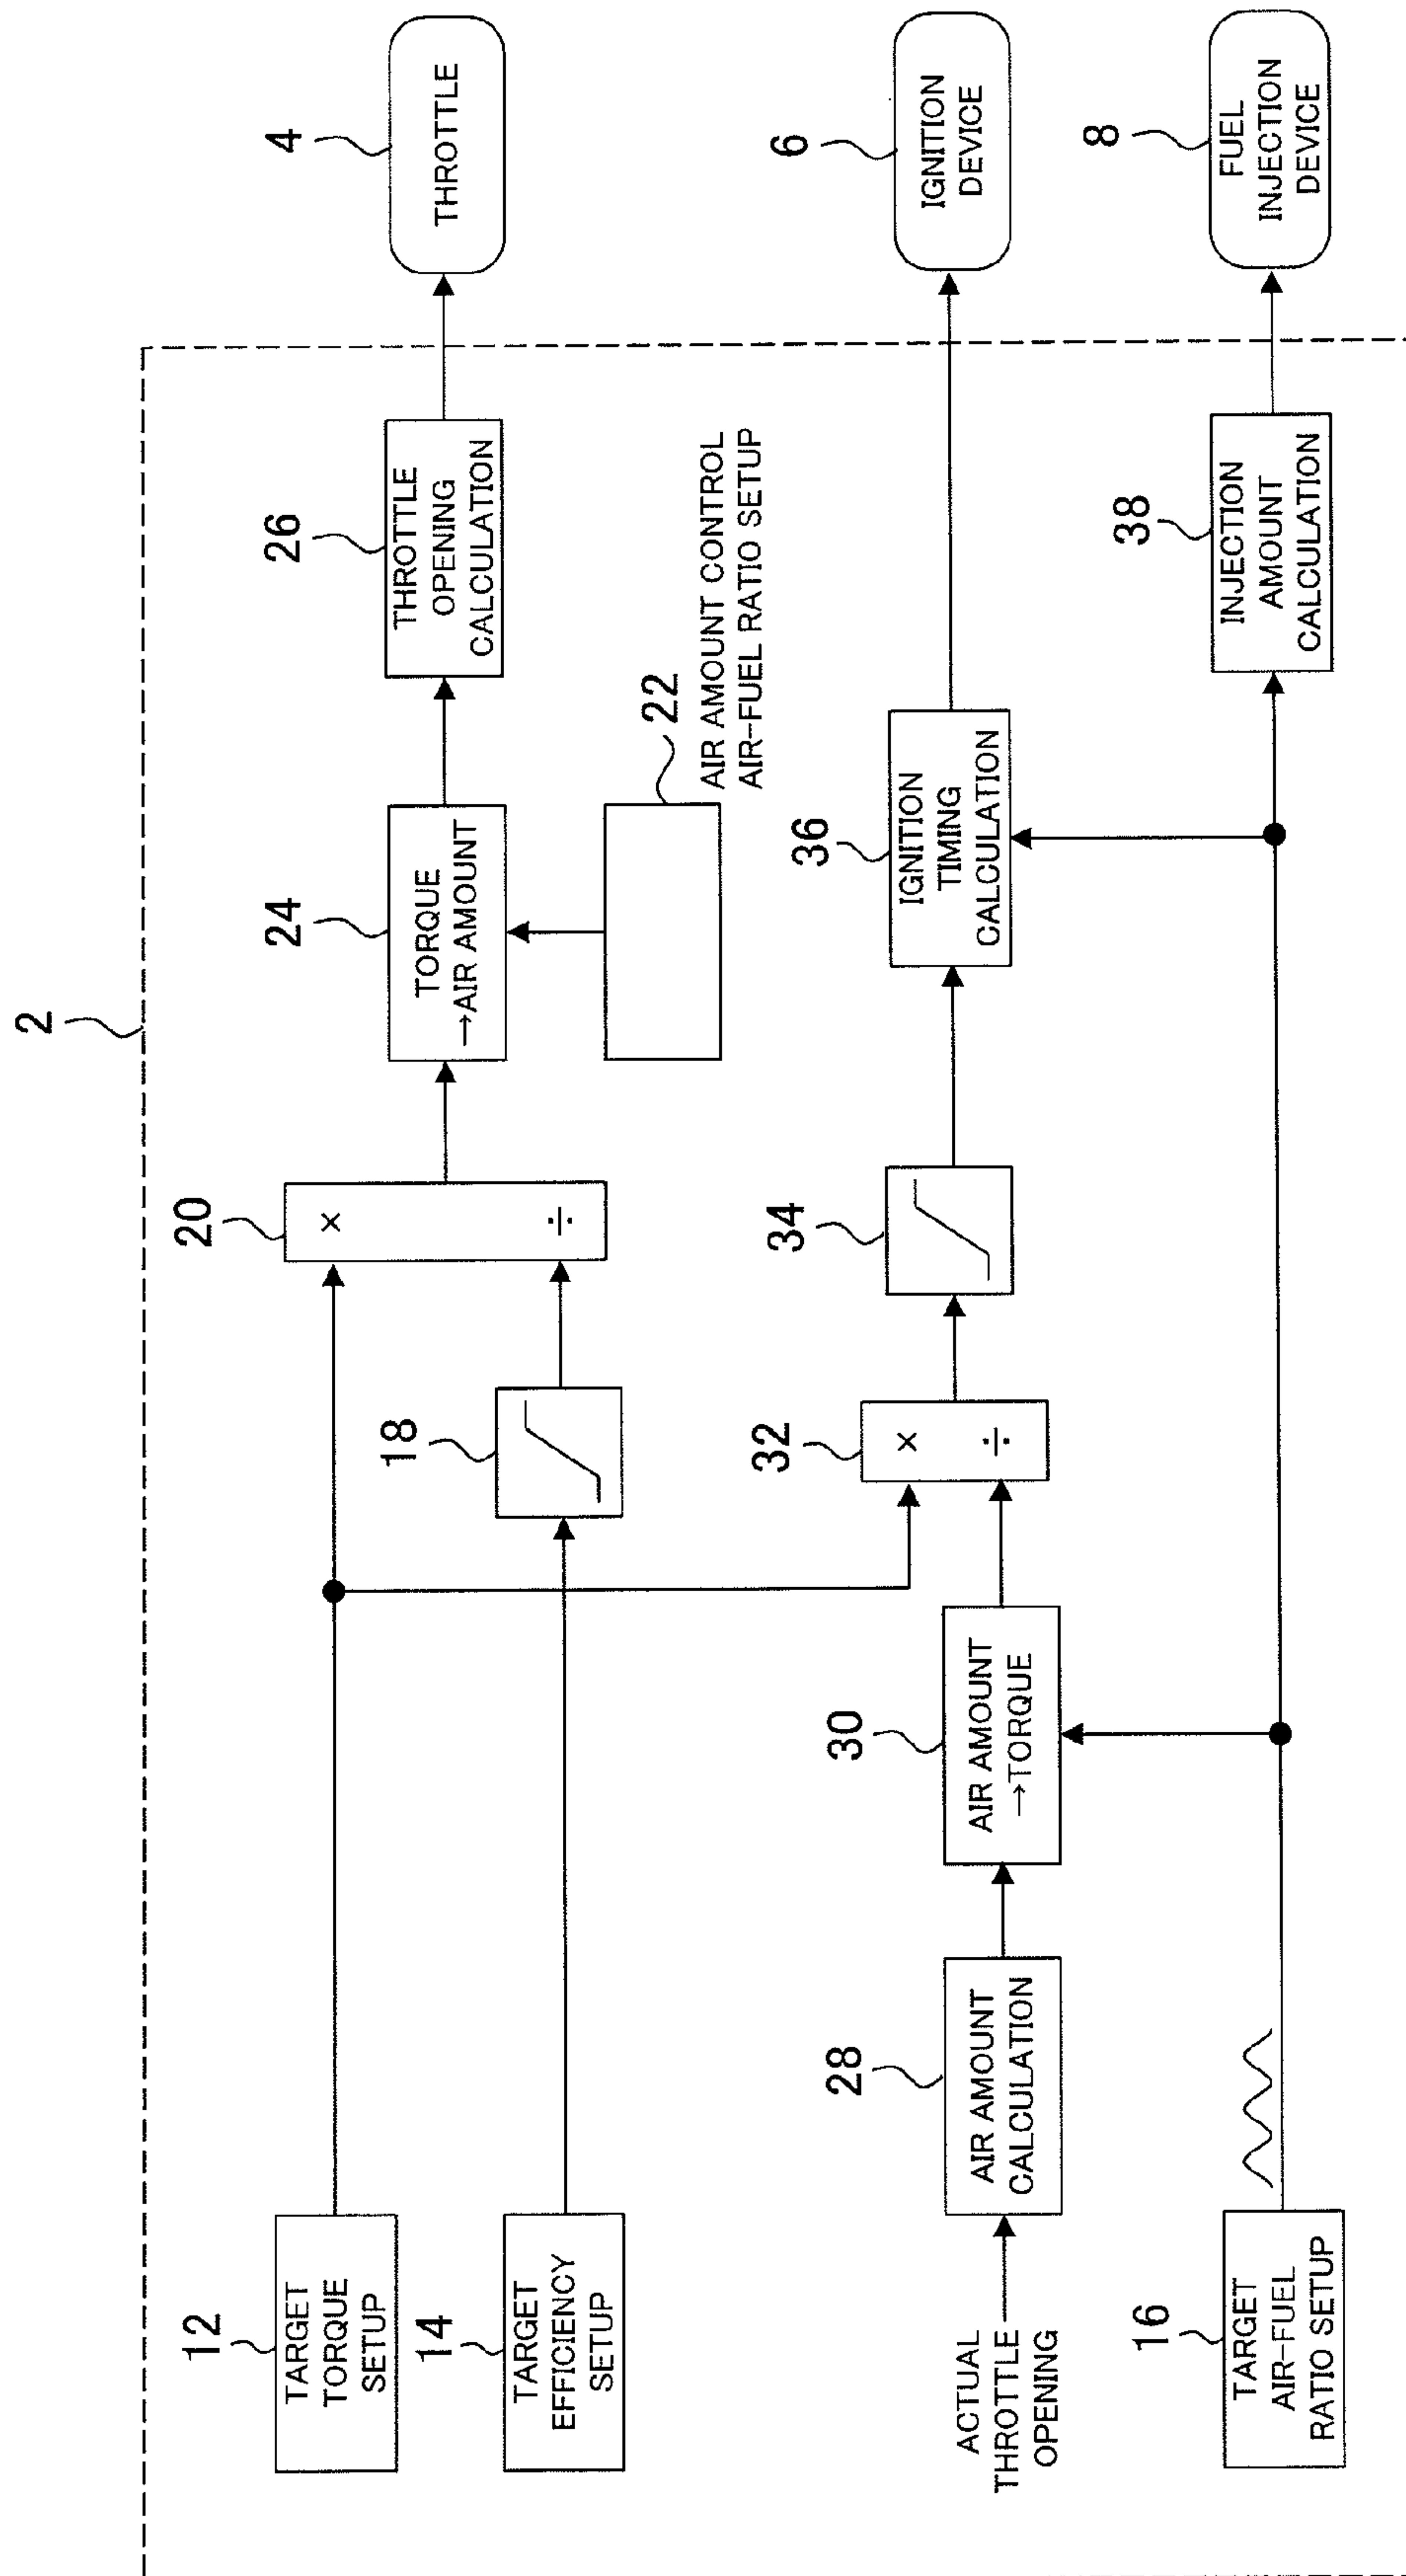 2
12
TARGET
TORQUE
SETUP
14
TARGET
EFFICIENCY
SETUP
18
20
×
÷
24
TORQUE
→AIR AMOUNT
22
AIR AMOUNT CONTROL
AIR-FUEL RATIO SETUP
26
THROTTLE
OPENING
CALCULATION
4
THROTTLE
ACTUAL
THROTTLE
OPENING
28
AIR AMOUNT
CALCULATION
30
AIR AMOUNT
→TORQUE
32
×
÷
34
36
IGNITION
TIMING
CALCULATION
6
IGNITION
DEVICE
16
TARGET
AIR-FUEL
RATIO SETUP
38
INJECTION
AMOUNT
CALCULATION
8
FUEL
INJECTION
DEVICE